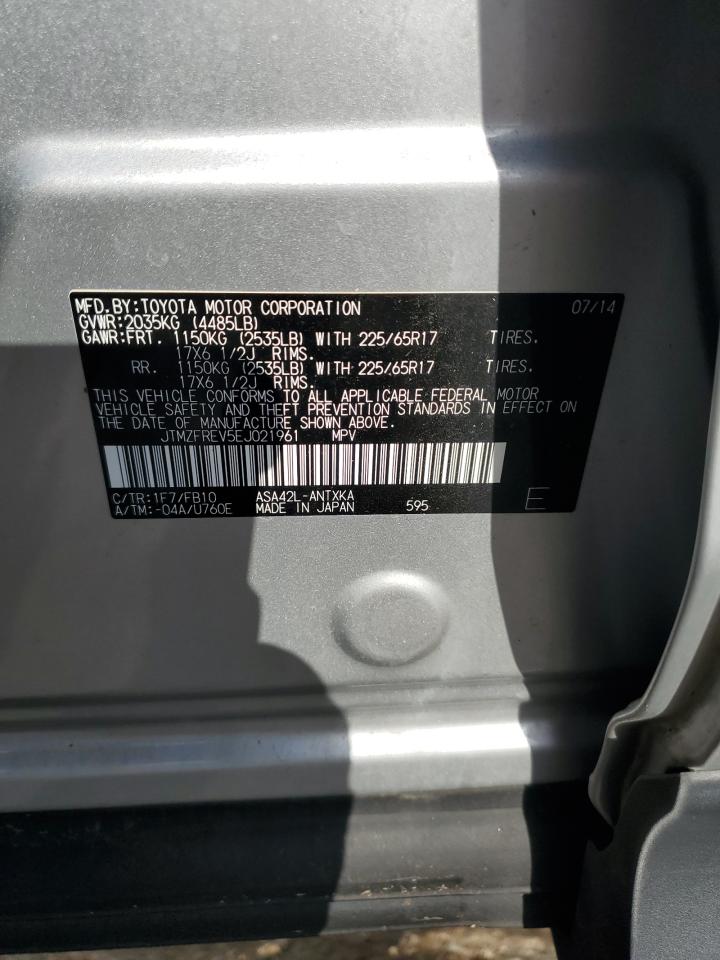 MFD.BY:TOYOTA MOTOR CORPORATION 07/14
GVWR:2035KG (4485LB)
GAWR:FRT. 1150KG (2535LB) WITH 225/65R17 TIRES.
17X6 1/2J RIMS.
RR. 1150KG (2535LB) WITH 225/65R17 TIRES.
17X6 1/2J RIMS.
THIS VEHICLE CONFORMS TO ALL APPLICABLE FEDERAL MOTOR
VEHICLE SAFETY AND THEFT PREVENTION STANDARDS IN EFFECT ON
THE DATE OF MANUFACTURE SHOWN ABOVE.
JTMZFREV5EJ021961 MPV
C/TR:1F7/FB10 ASA42L-ANTXKA
A/TM:-04A/U760E MADE IN JAPAN 595 E